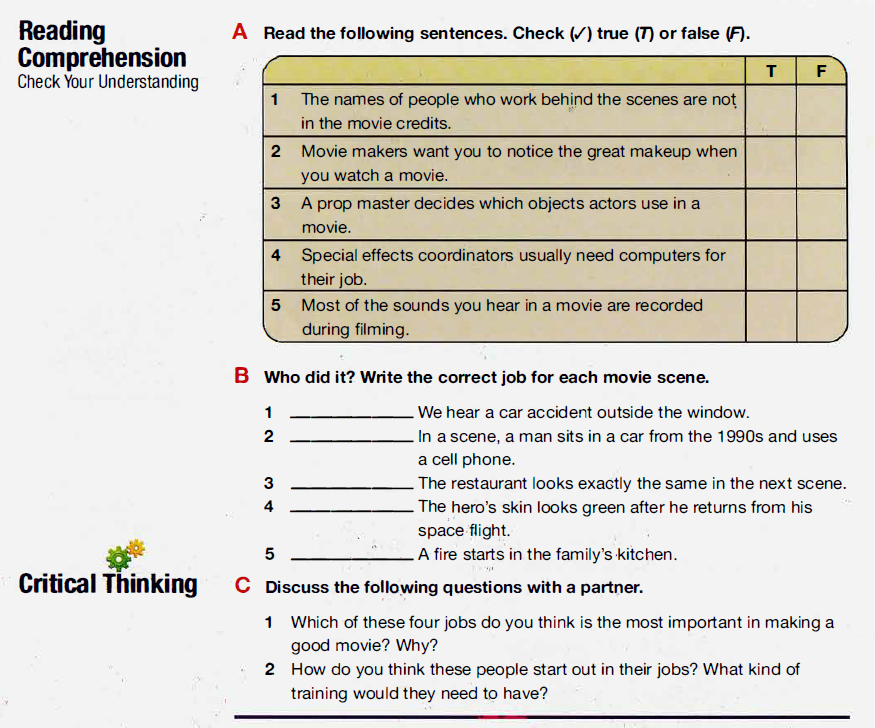 Reading
Comprehension
Check Your Understanding
A Read the following sentences. Check (✓) true (T) or false (F).
T F
1 The names of people who work behind the scenes are not
in the movie credits.
2 Movie makers want you to notice the great makeup when
you watch a movie.
3 A prop master decides which objects actors use in a
movie.
4 Special effects coordinators usually need computers for
their job.
5 Most of the sounds you hear in a movie are recorded
during filming.
B Who did it? Write the correct job for each movie scene.
1 ____________ We hear a car accident outside the window.
2 ____________ In a scene, a man sits in a car from the 1990s and uses
a cell phone.
3 ____________ The restaurant looks exactly the same in the next scene.
4 ____________ The hero's skin looks green after he returns from his
space flight.
5 ____________ A fire starts in the family's kitchen.
Critical Thinking
C Discuss the following questions with a partner.
1 Which of these four jobs do you think is the most important in making a
good movie? Why?
2 How do you think these people start out in their jobs? What kind of
training would they need to have?